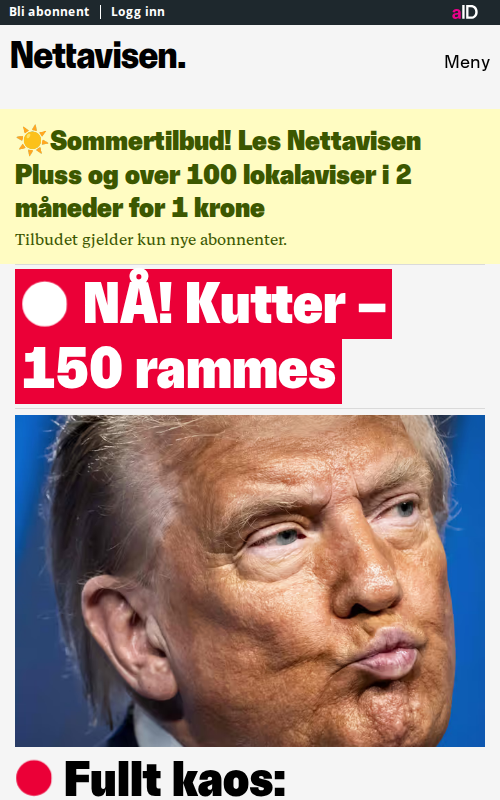 Bli abonnent | Logg inn
aID
Nettavisen.
Meny
☀️Sommertilbud! Les Nettavisen
Pluss og over 100 lokalaviser i 2
måneder for 1 krone
Tilbudet gjelder kun nye abonnenter.
NÅ! Kutter –
150 rammes
Fullt kaos: